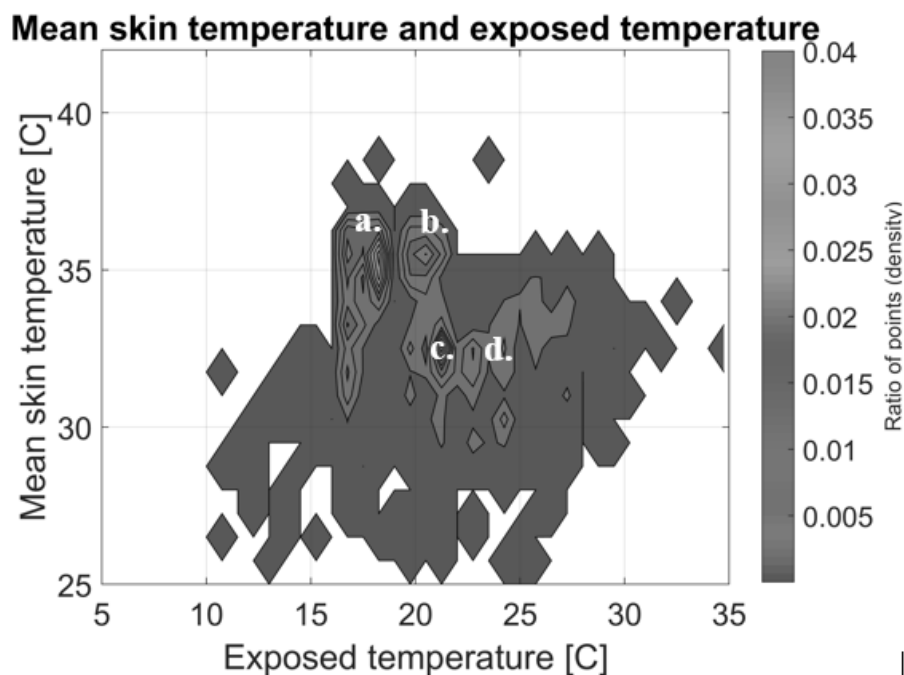 Mean skin temperature and exposed temperature
Mean skin temperature [C]
40
35
30
25
a.
b.
c.
d.
5
10
15
20
25
30
35
Exposed temperature [C]
0.04
0.035
0.03
0.025
0.02
0.015
0.01
0.005
Ratio of points (density)